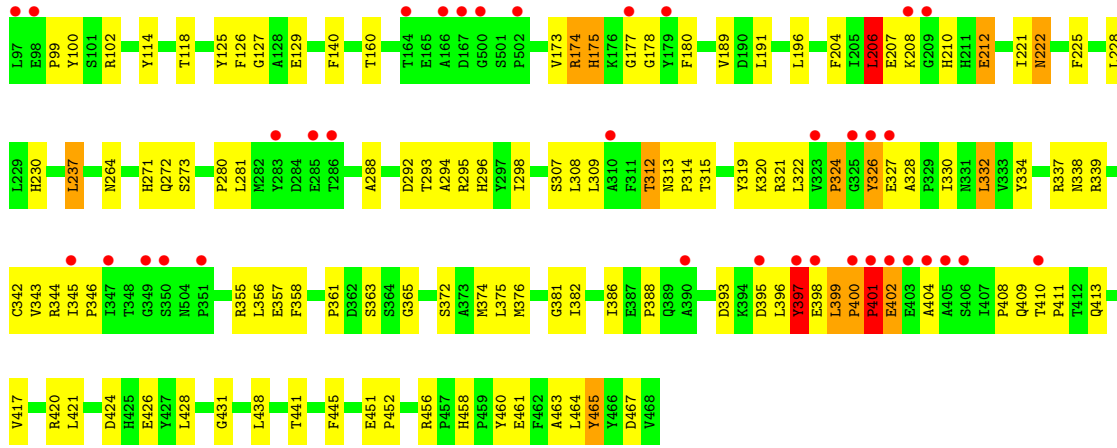 L97 E98 P99 Y100 S101 R102 Y114 T118 Y125 F126 G127 A128 E129 F140 T160 T164 E165 A166 D167 G500 S501 P502 V173 R174 H175 K176 G177 G178 Y179 F180 V189 D190 L191 L196 F204 I205 L206 E207 K208 G209 H210 H211 E212 I221 N222 F225 L228
L229 H230 L237 N264 H271 Q272 S273 P280 L281 M282 Y283 D284 E285 T286 A288 D292 T293 A294 R295 H296 Y297 I298 S307 L308 L309 A310 F311 T312 N313 P314 T315 Y319 K320 R321 L322 V323 P324 G325 Y326 E327 A328 P329 I330 N331 L332 V333 Y334 R337 N338 R339
C342 V343 R344 I345 P346 I347 T348 G349 S350 N504 P351 R355 L356 E357 F358 P361 D362 S363 S364 G365 S372 A373 M374 L375 M376 G381 I382 I386 E387 P388 Q389 A390 D393 K394 D395 L396 Y397 E398 L399 P400 P401 E402 E403 A404 A405 S406 I407 P408 Q409 T410 P411 T412 Q413
V417 R420 L421 D424 H425 E426 Y427 L428 G431 L438 T441 F445 E451 P452 R456 P457 H458 P459 Y460 E461 F462 A463 L464 Y465 Y466 D467 V468